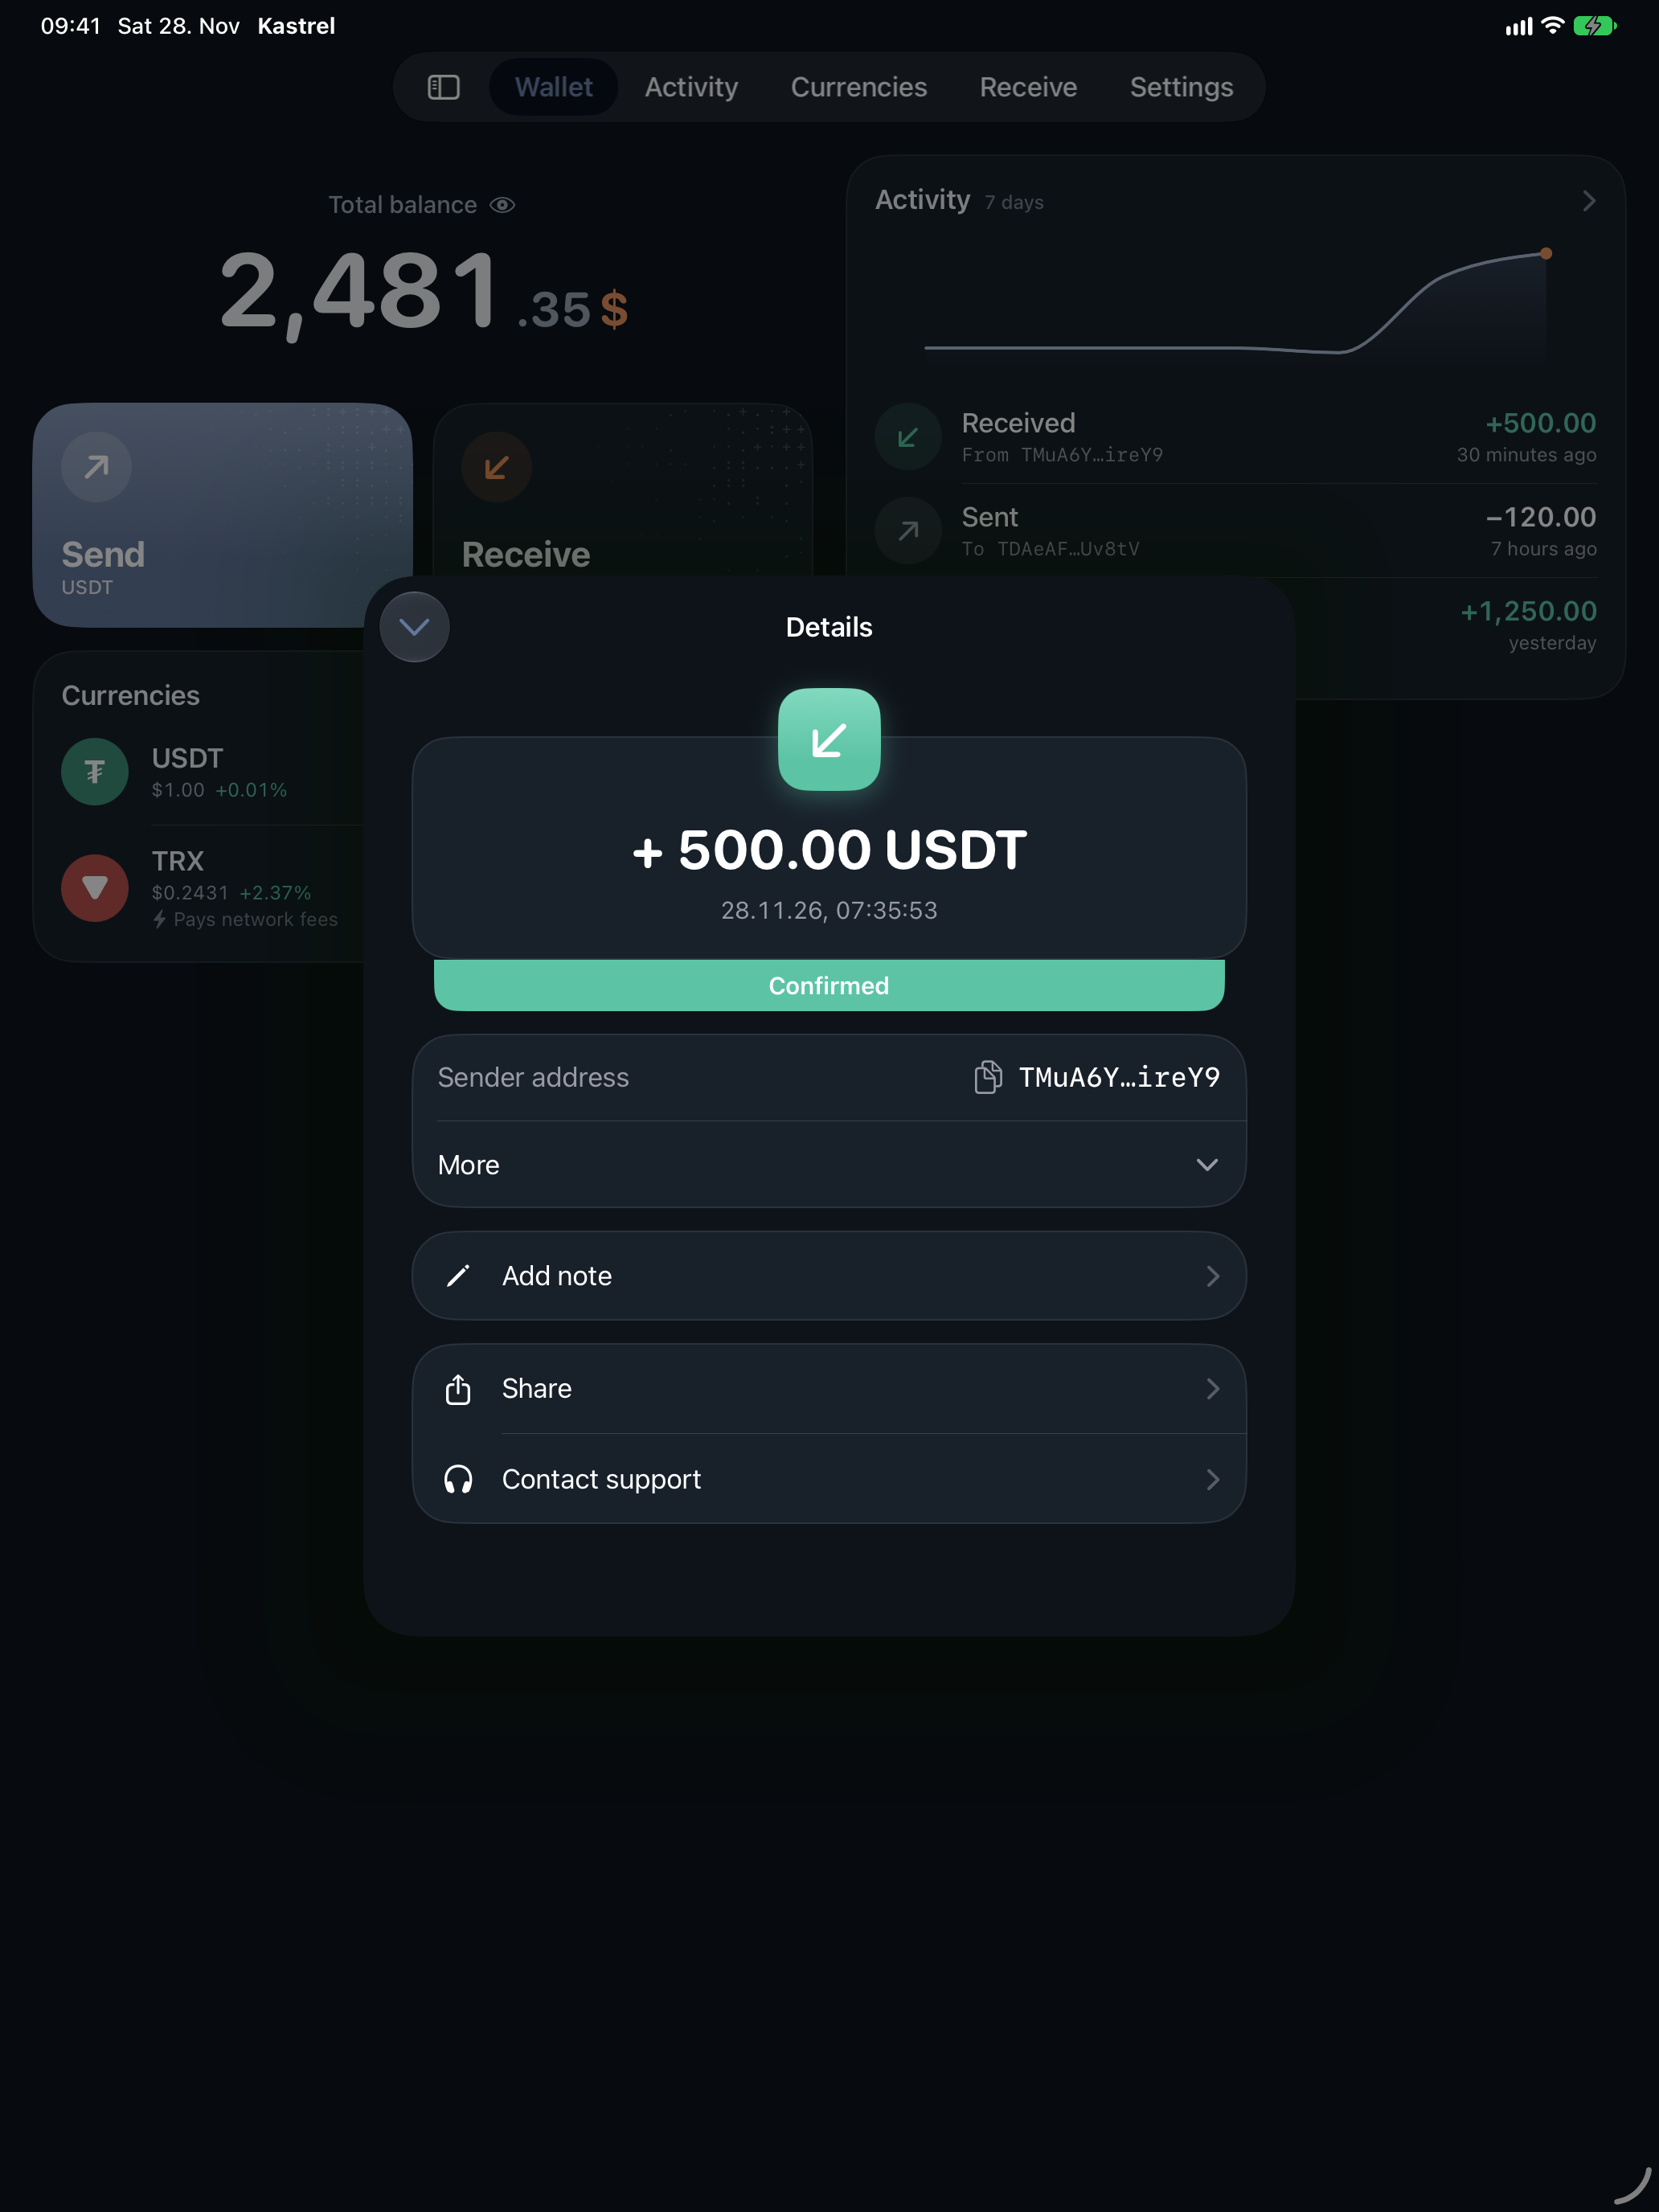 09:41 Sat 28. Nov Kastrel
Wallet Activity Currencies Receive Settings
Total balance
2,481.35$
Activity 7 days
Received +500.00
From TMuA6Y…ireY9 30 minutes ago
Sent −120.00
To TDAeAF…Uv8tV 7 hours ago
+1,250.00
yesterday
Send
USDT
Receive
Currencies
USDT
$1.00 +0.01%
TRX
$0.2431 +2.37%
Pays network fees
Details
+ 500.00 USDT
28.11.26, 07:35:53
Confirmed
Sender address TMuA6Y…ireY9
More
Add note
Share
Contact support